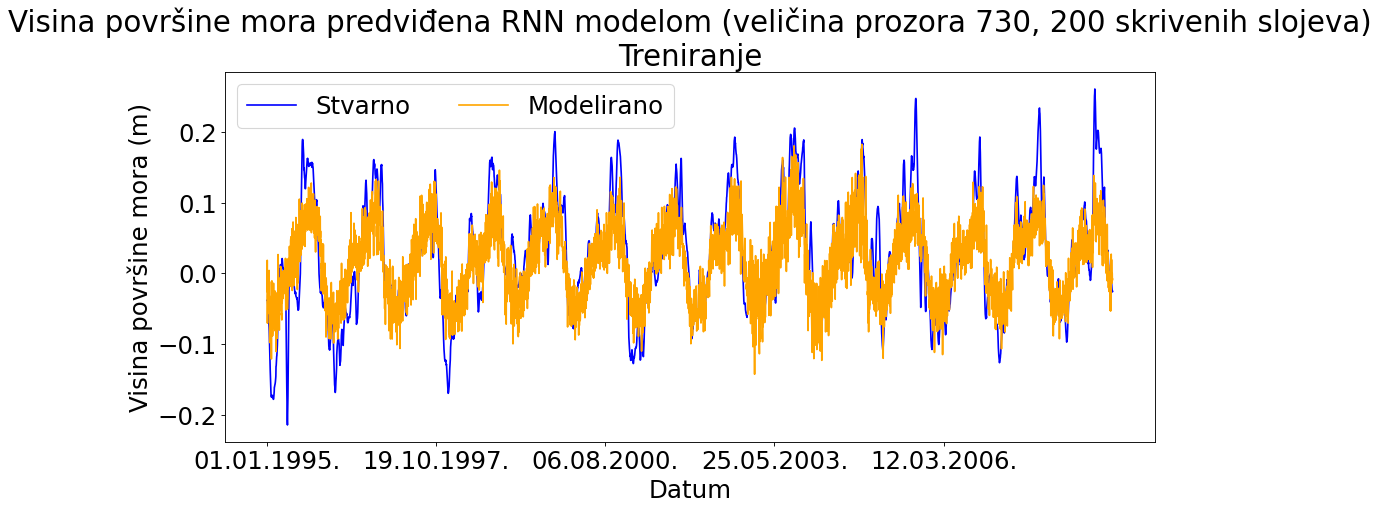 Visina površine mora predviđena RNN modelom (veličina prozora 730, 200 skrivenih slojeva)
Treniranje
Stvarno
Modelirano
Visina površine mora (m)
0.2
0.1
0.0
−0.1
−0.2
01.01.1995.
19.10.1997.
06.08.2000.
25.05.2003.
12.03.2006.
Datum